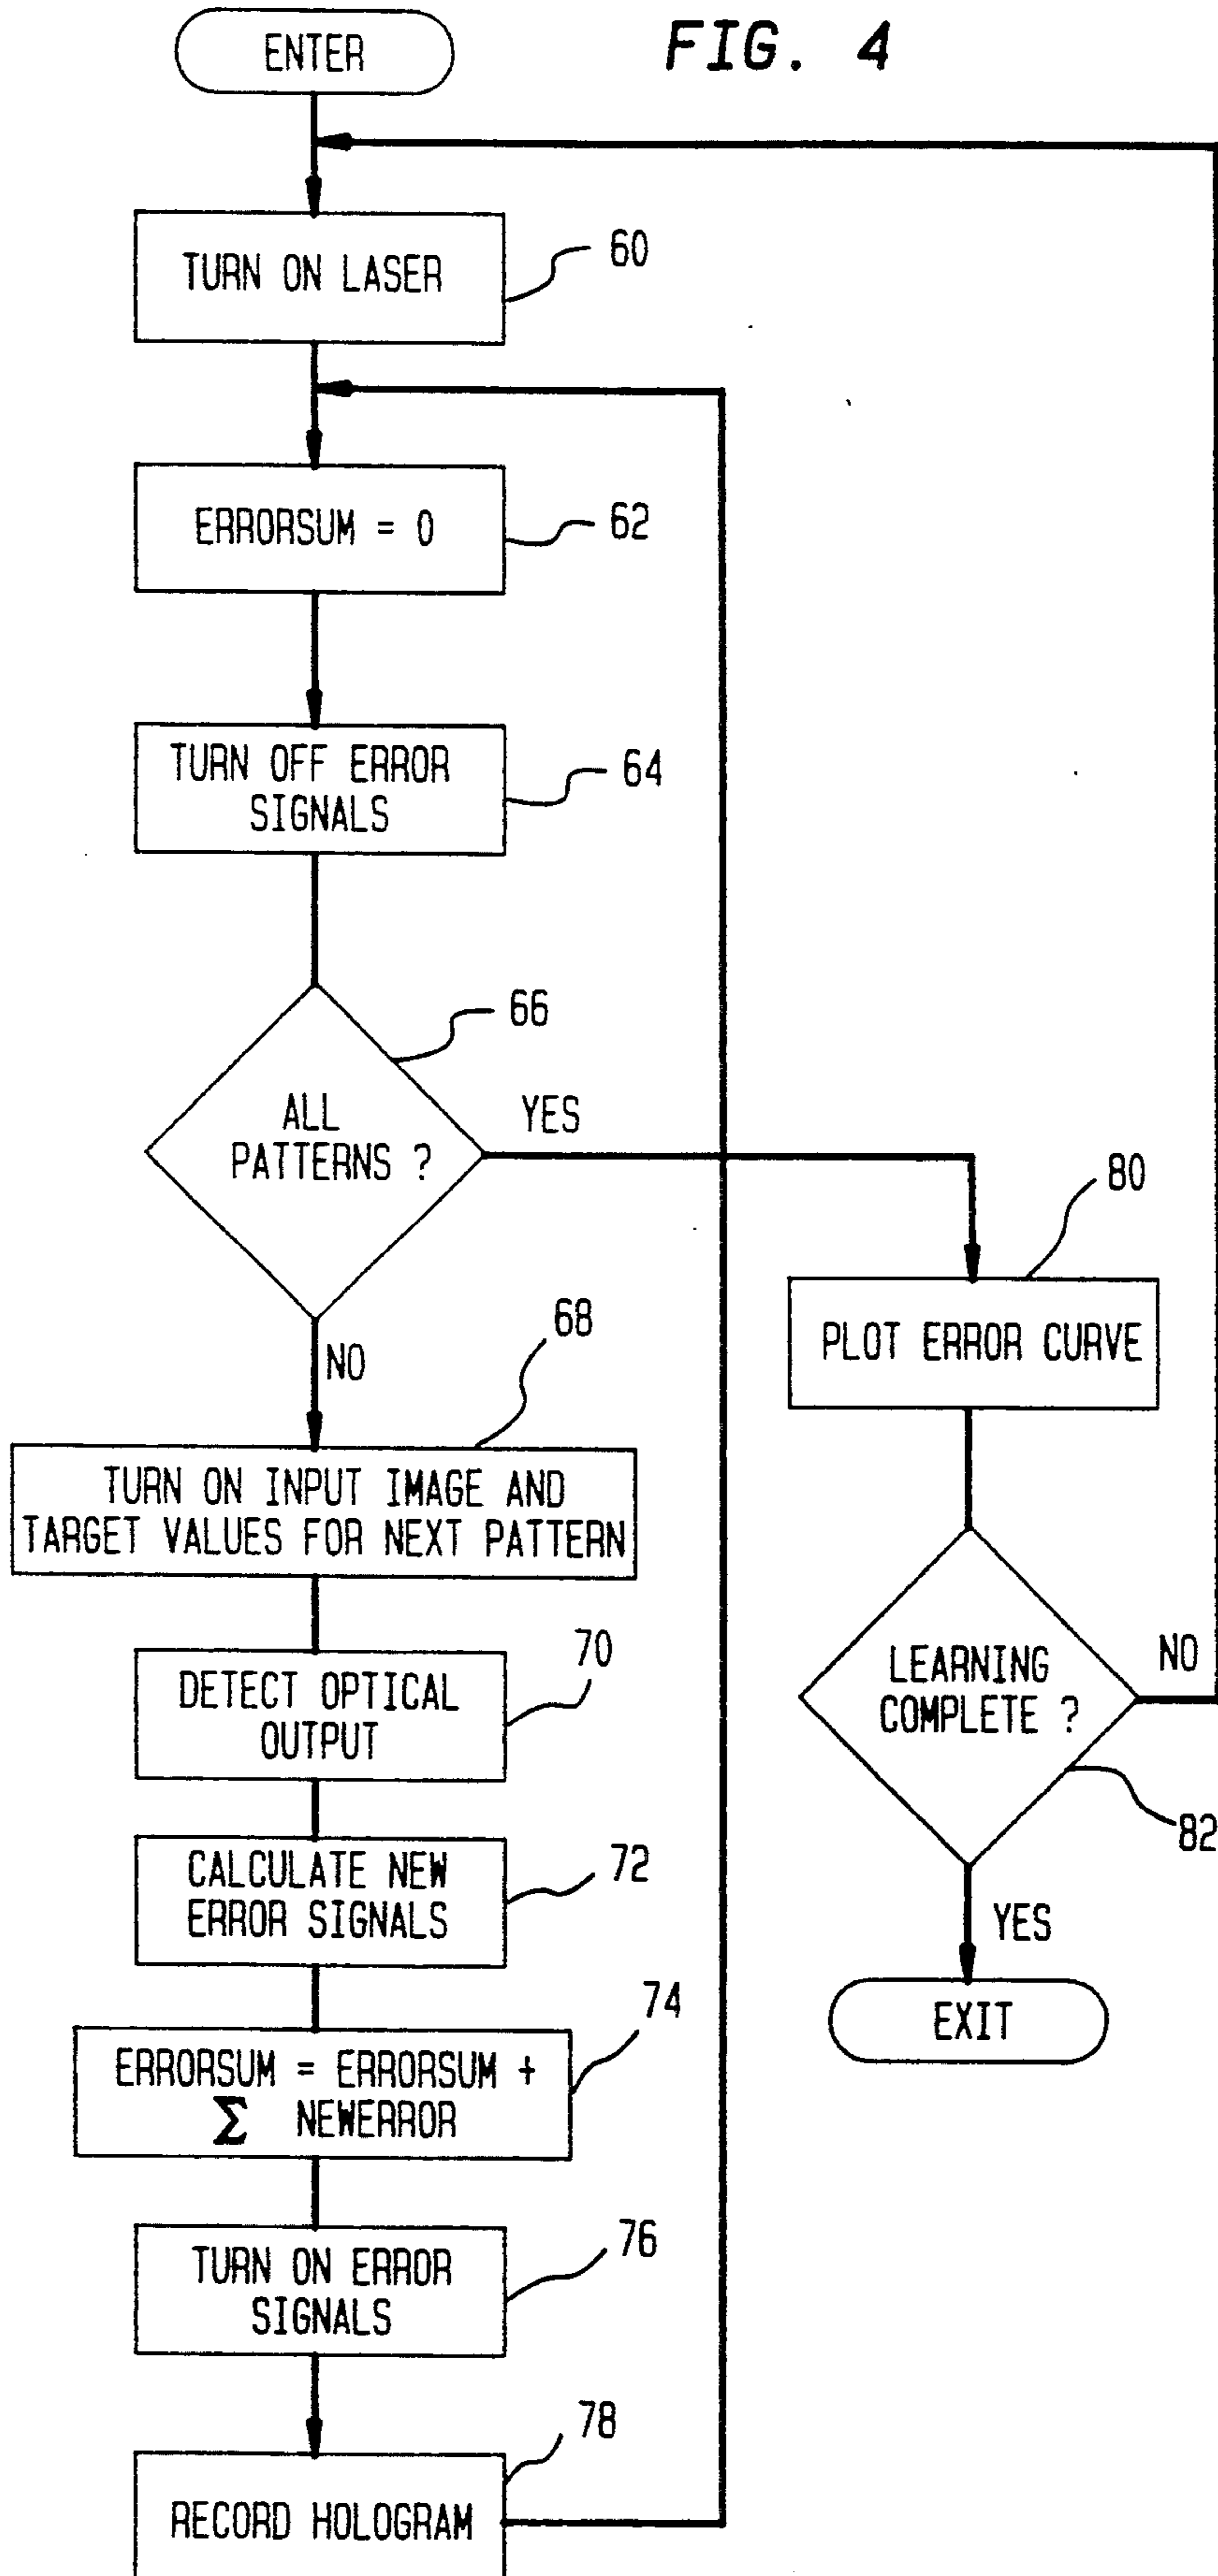 FIG. 4
ENTER
TURN ON LASER
60
ERRORSUM = 0
62
TURN OFF ERROR
SIGNALS
64
66
ALL
PATTERNS ?
YES
NO
68
TURN ON INPUT IMAGE AND
TARGET VALUES FOR NEXT PATTERN
70
DETECT OPTICAL
OUTPUT
CALCULATE NEW
ERROR SIGNALS
72
74
ERRORSUM = ERRORSUM +
Σ NEWERROR
76
TURN ON ERROR
SIGNALS
78
RECORD HOLOGRAM
80
PLOT ERROR CURVE
LEARNING
COMPLETE ?
NO
82
YES
EXIT